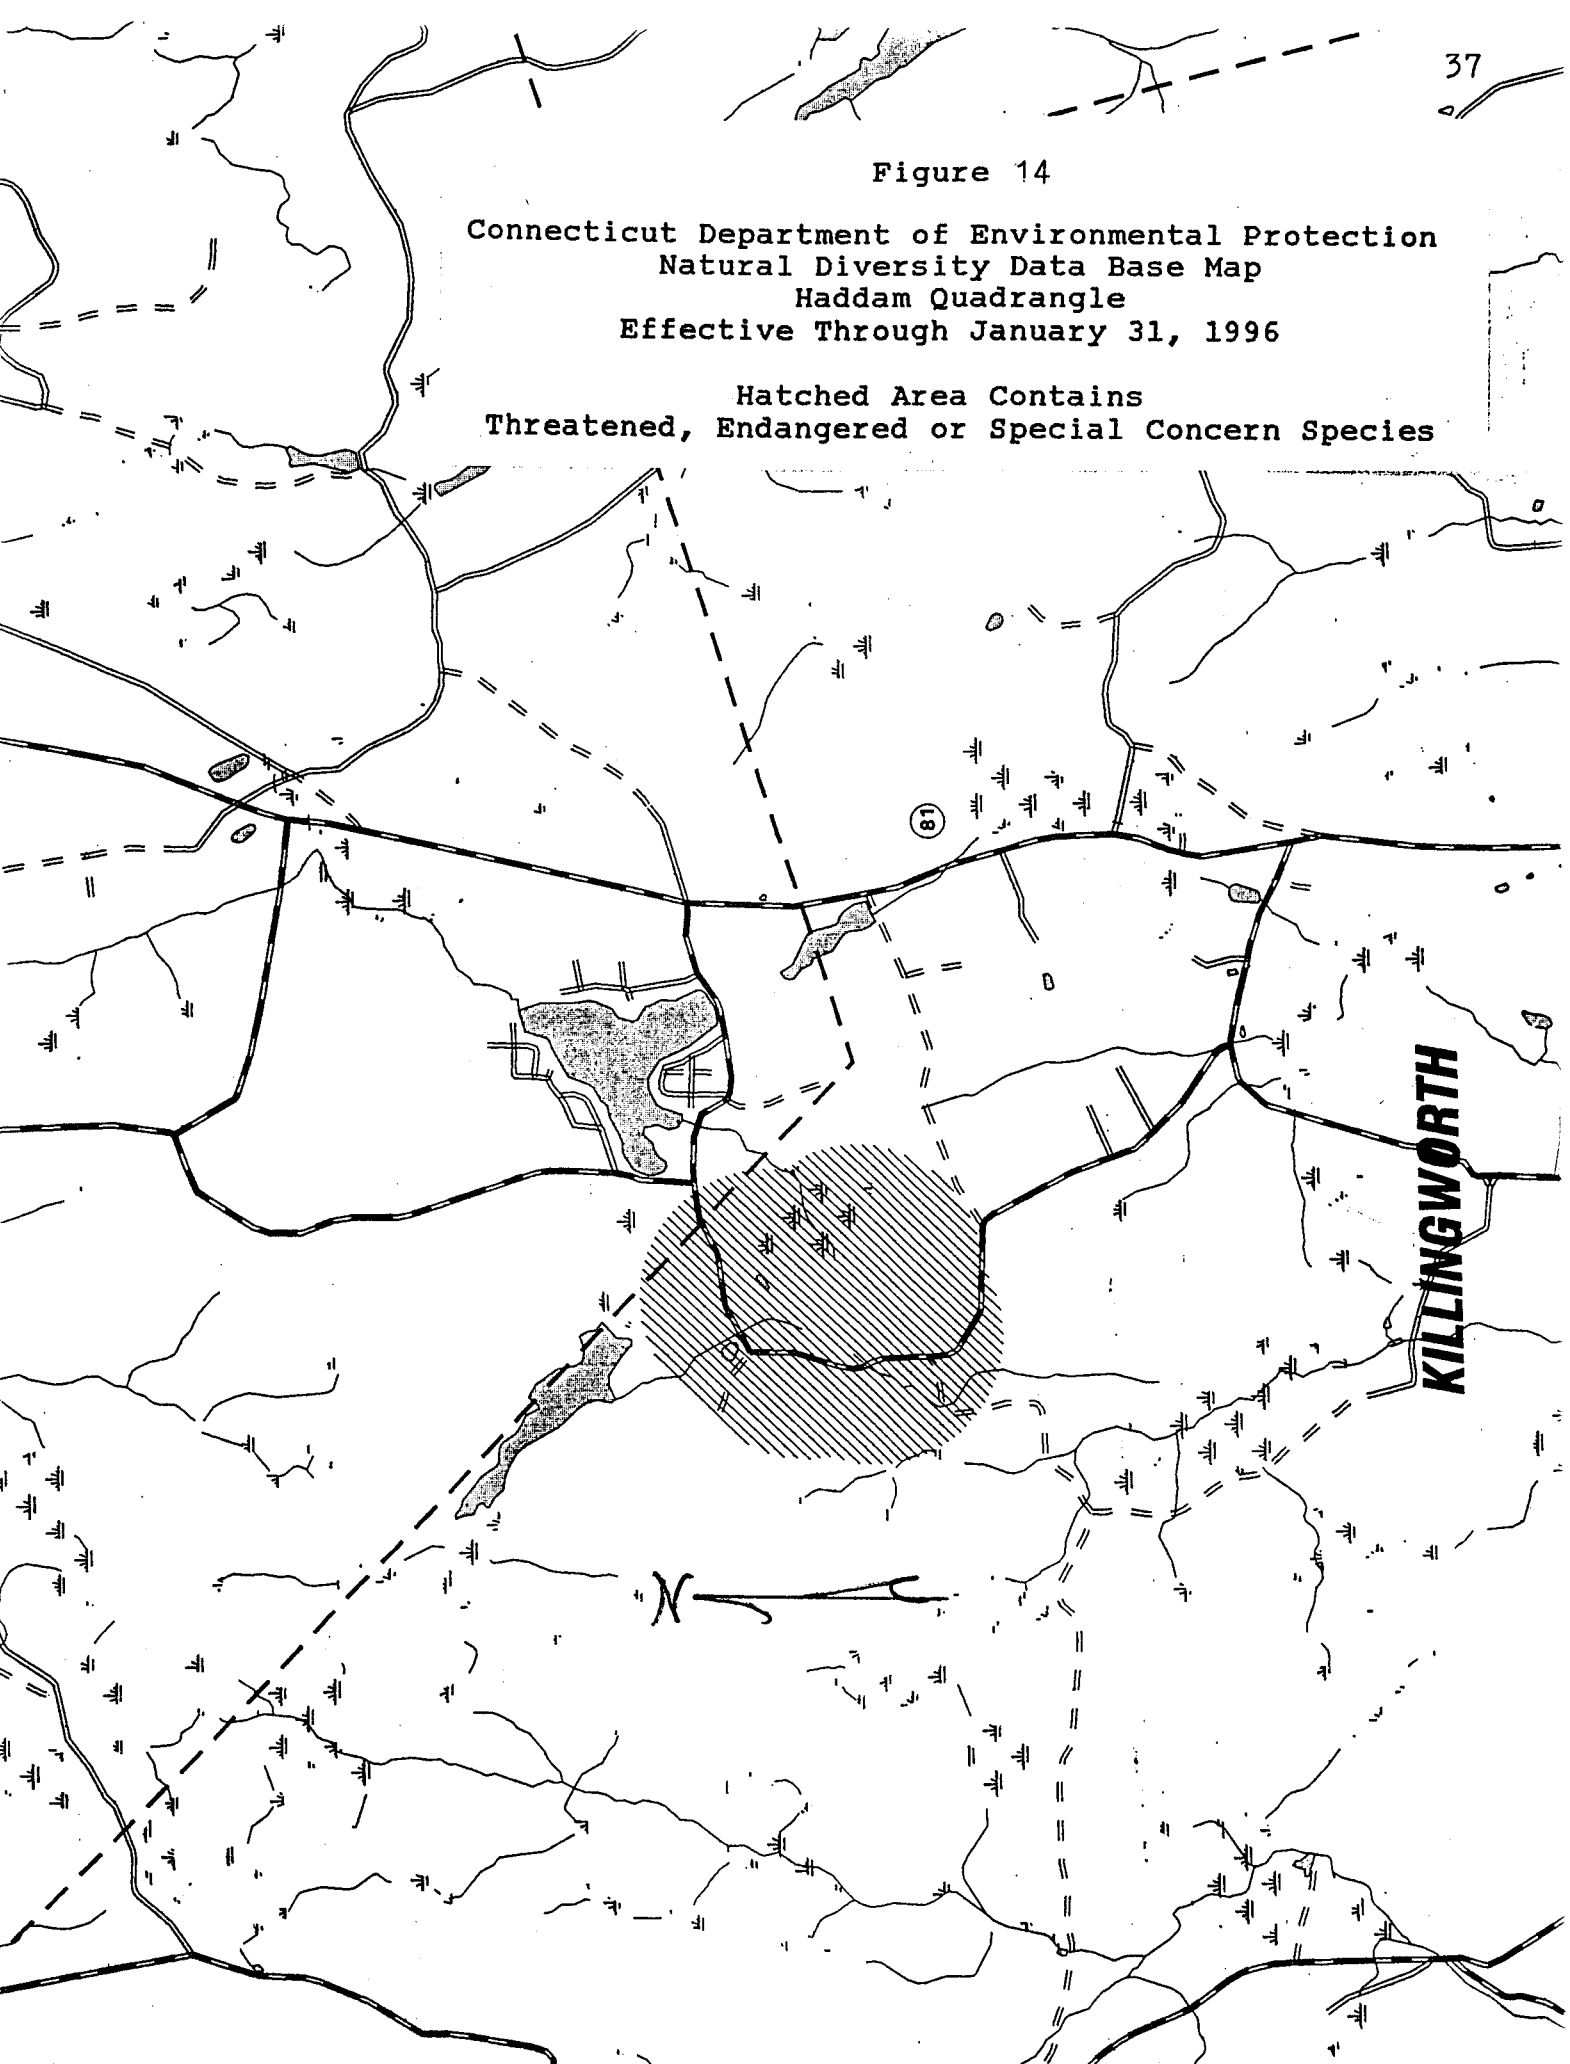 37
Figure 14
Connecticut Department of Environmental Protection
Natural Diversity Data Base Map
Haddam Quadrangle
Effective Through January 31, 1996
Hatched Area Contains
Threatened, Endangered or Special Concern Species
81
KILLINGWORTH
N